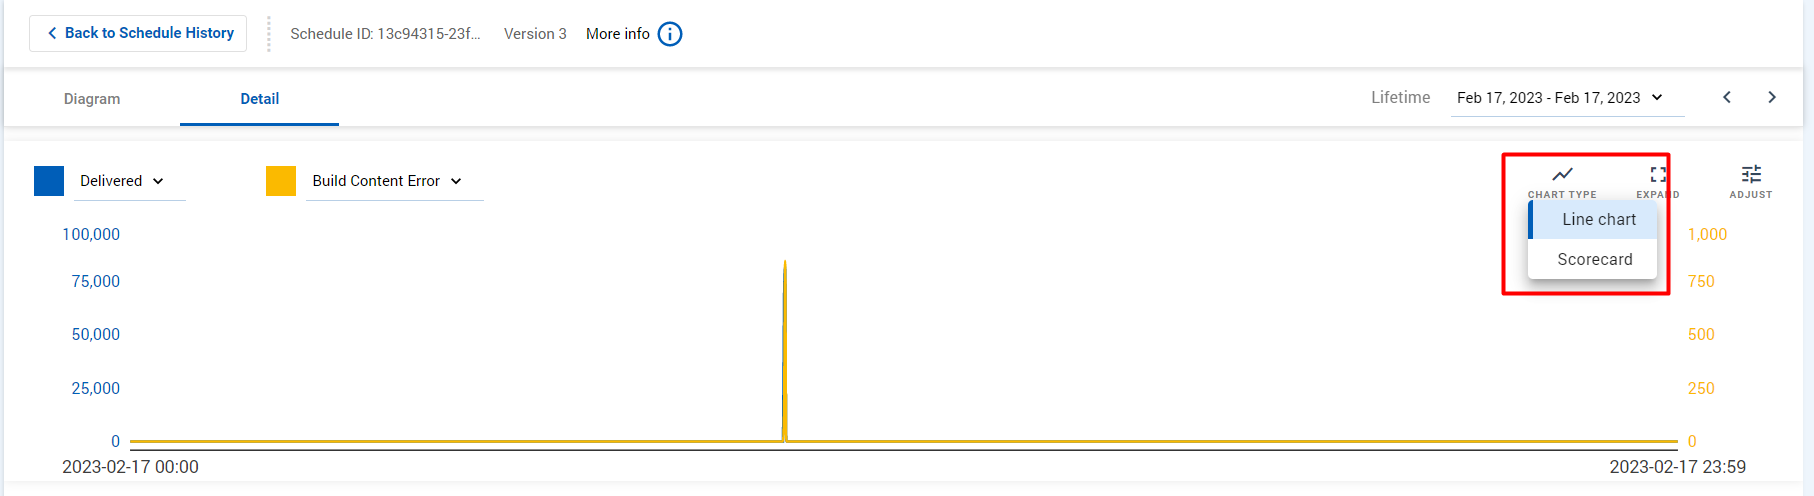 Back to Schedule History
Schedule ID: 13c94315-23f... Version 3 More info
Diagram Detail Lifetime Feb 17, 2023 - Feb 17, 2023
Delivered Build Content Error
CHART TYPE EXPAND ADJUST
Line chart
Scorecard
100,000 1,000
75,000 750
50,000 500
25,000 250
0 0
2023-02-17 00:00 2023-02-17 23:59